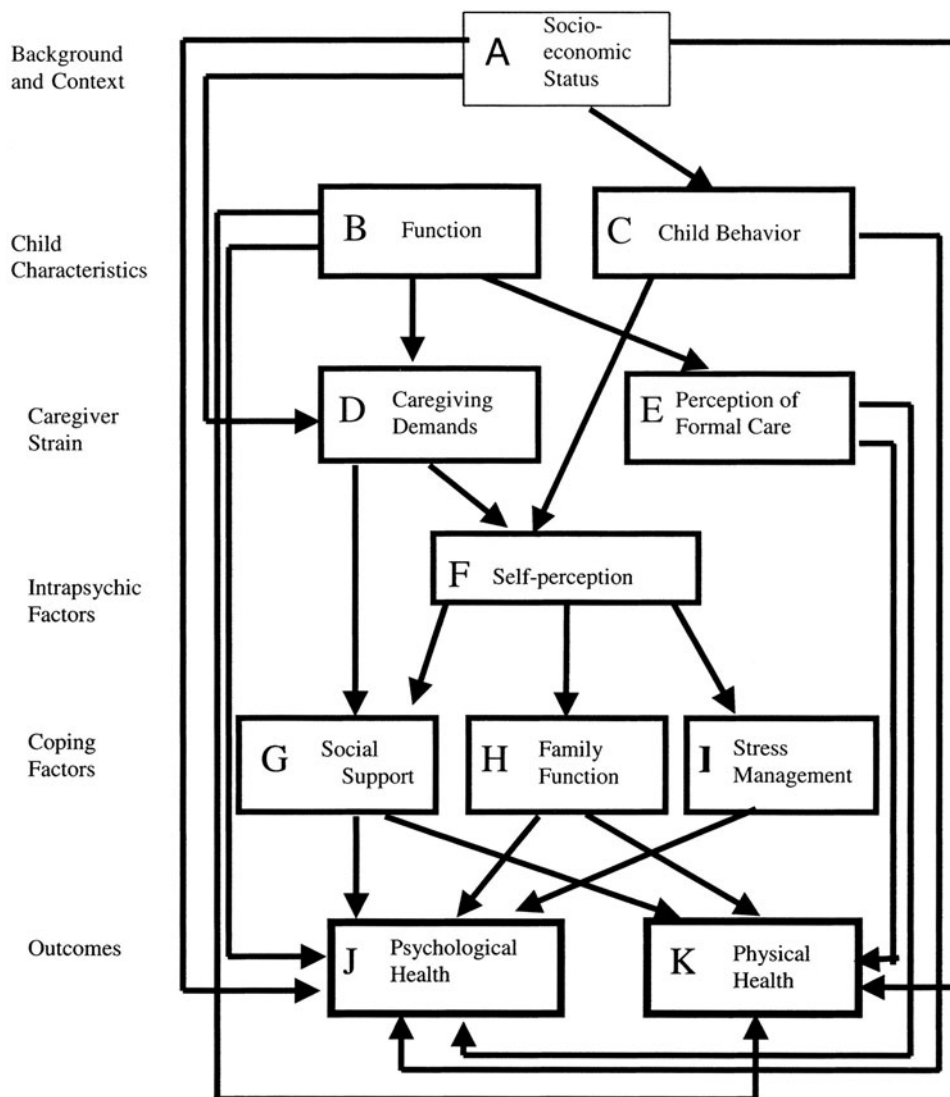 Background
and Context
A
Socio-
economic
Status
Child
Characteristics
B
Function
C
Child Behavior
Caregiver
Strain
D
Caregiving
Demands
E
Perception of
Formal Care
Intrapsychic
Factors
F
Self-perception
Coping
Factors
G
Social
Support
H
Family
Function
I
Stress
Management
Outcomes
J
Psychological
Health
K
Physical
Health